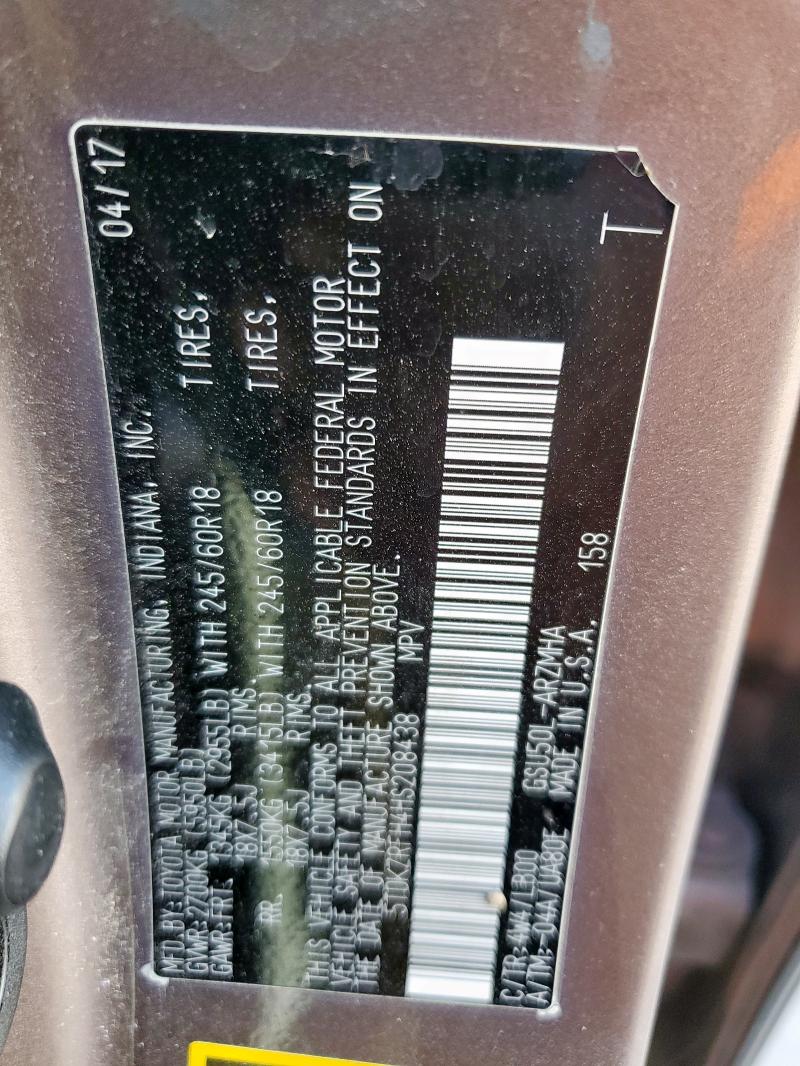 MFD.BY:TOYOTA MOTOR MANUFACTURING, INDIANA, INC. 04/17
GVWR:2700KG (5950LB)
GAWR:FR. 1345KG (2955LB) WITH 245/60R18 TIRES,
18X7.5J RIMS.
RR. 1550KG (3415LB) WITH 245/60R18 TIRES,
18X7.5J RIMS.
THIS VEHICLE CONFORMS TO ALL APPLICABLE FEDERAL MOTOR
VEHICLE SAFETY AND THEFT PREVENTION STANDARDS IN EFFECT ON
THE DATE OF MANUFACTURE SHOWN ABOVE.
5TDKZRFH4HS208438 MPV
C/TR:4W4/LB00 GSU50L-ARZMHA
A/TM:-04A/UA80E MADE IN U.S.A. 158 T